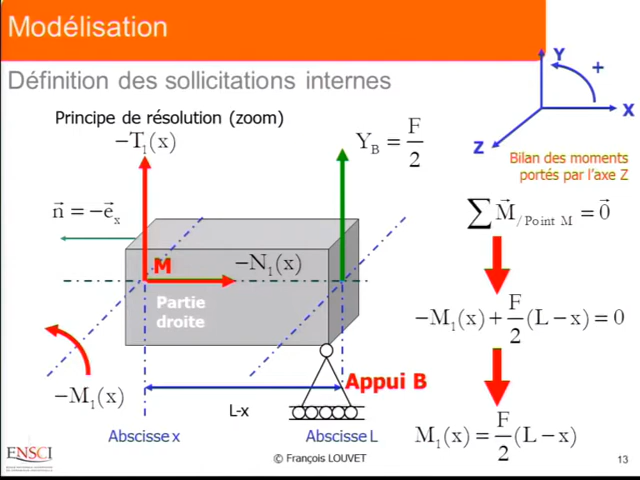 Modélisation
Définition des sollicitations internes
Principe de résolution (zoom)
Y
+
X
Z
−T₁(x)
Y_B = F/2
Bilan des moments
portés par l'axe Z
n⃗ = −e⃗ₓ
∑ M⃗ /Point M = 0⃗
M
−N₁(x)
Partie
droite
−M₁(x) + F/2 (L−x) = 0
Appui B
−M₁(x)
L-x
Abscisse x
Abscisse L
M₁(x) = F/2 (L−x)
ENSCI
© François LOUVET
13